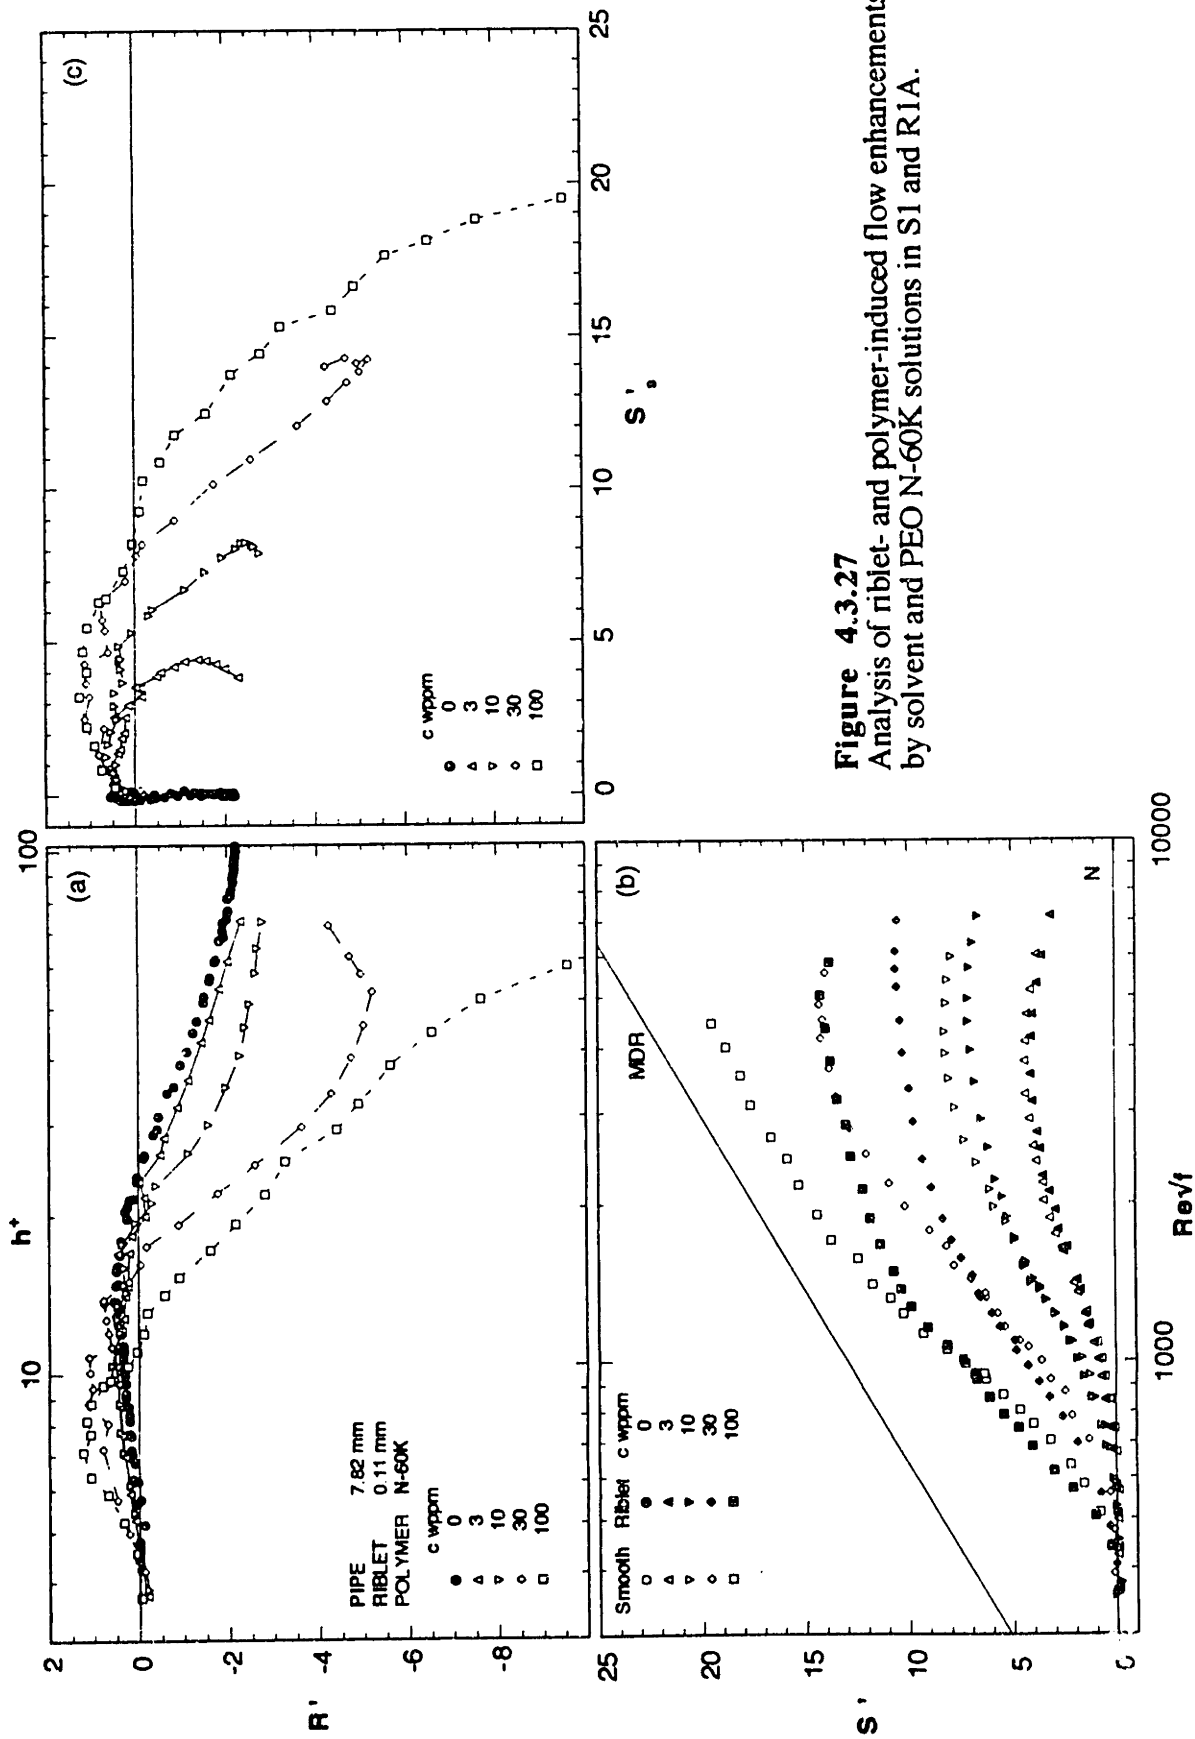 h⁺
10
100
(a)
2
0
-2
-4
-6
-8
R '
PIPE 7.82 mm
RIBLET 0.11 mm
POLYMER N-60K
c wppm
0
3
10
30
100
(c)
c wppm
0
3
10
30
100
0
5
10
15
20
25
S 's
(b)
MDR
N
Smooth Riblet c wppm
0
3
10
30
100
25
20
15
10
5
0
S '
1000
10000
Re√f
Figure 4.3.27
Analysis of riblet- and polymer-induced flow enhancements
by solvent and PEO N-60K solutions in S1 and R1A.